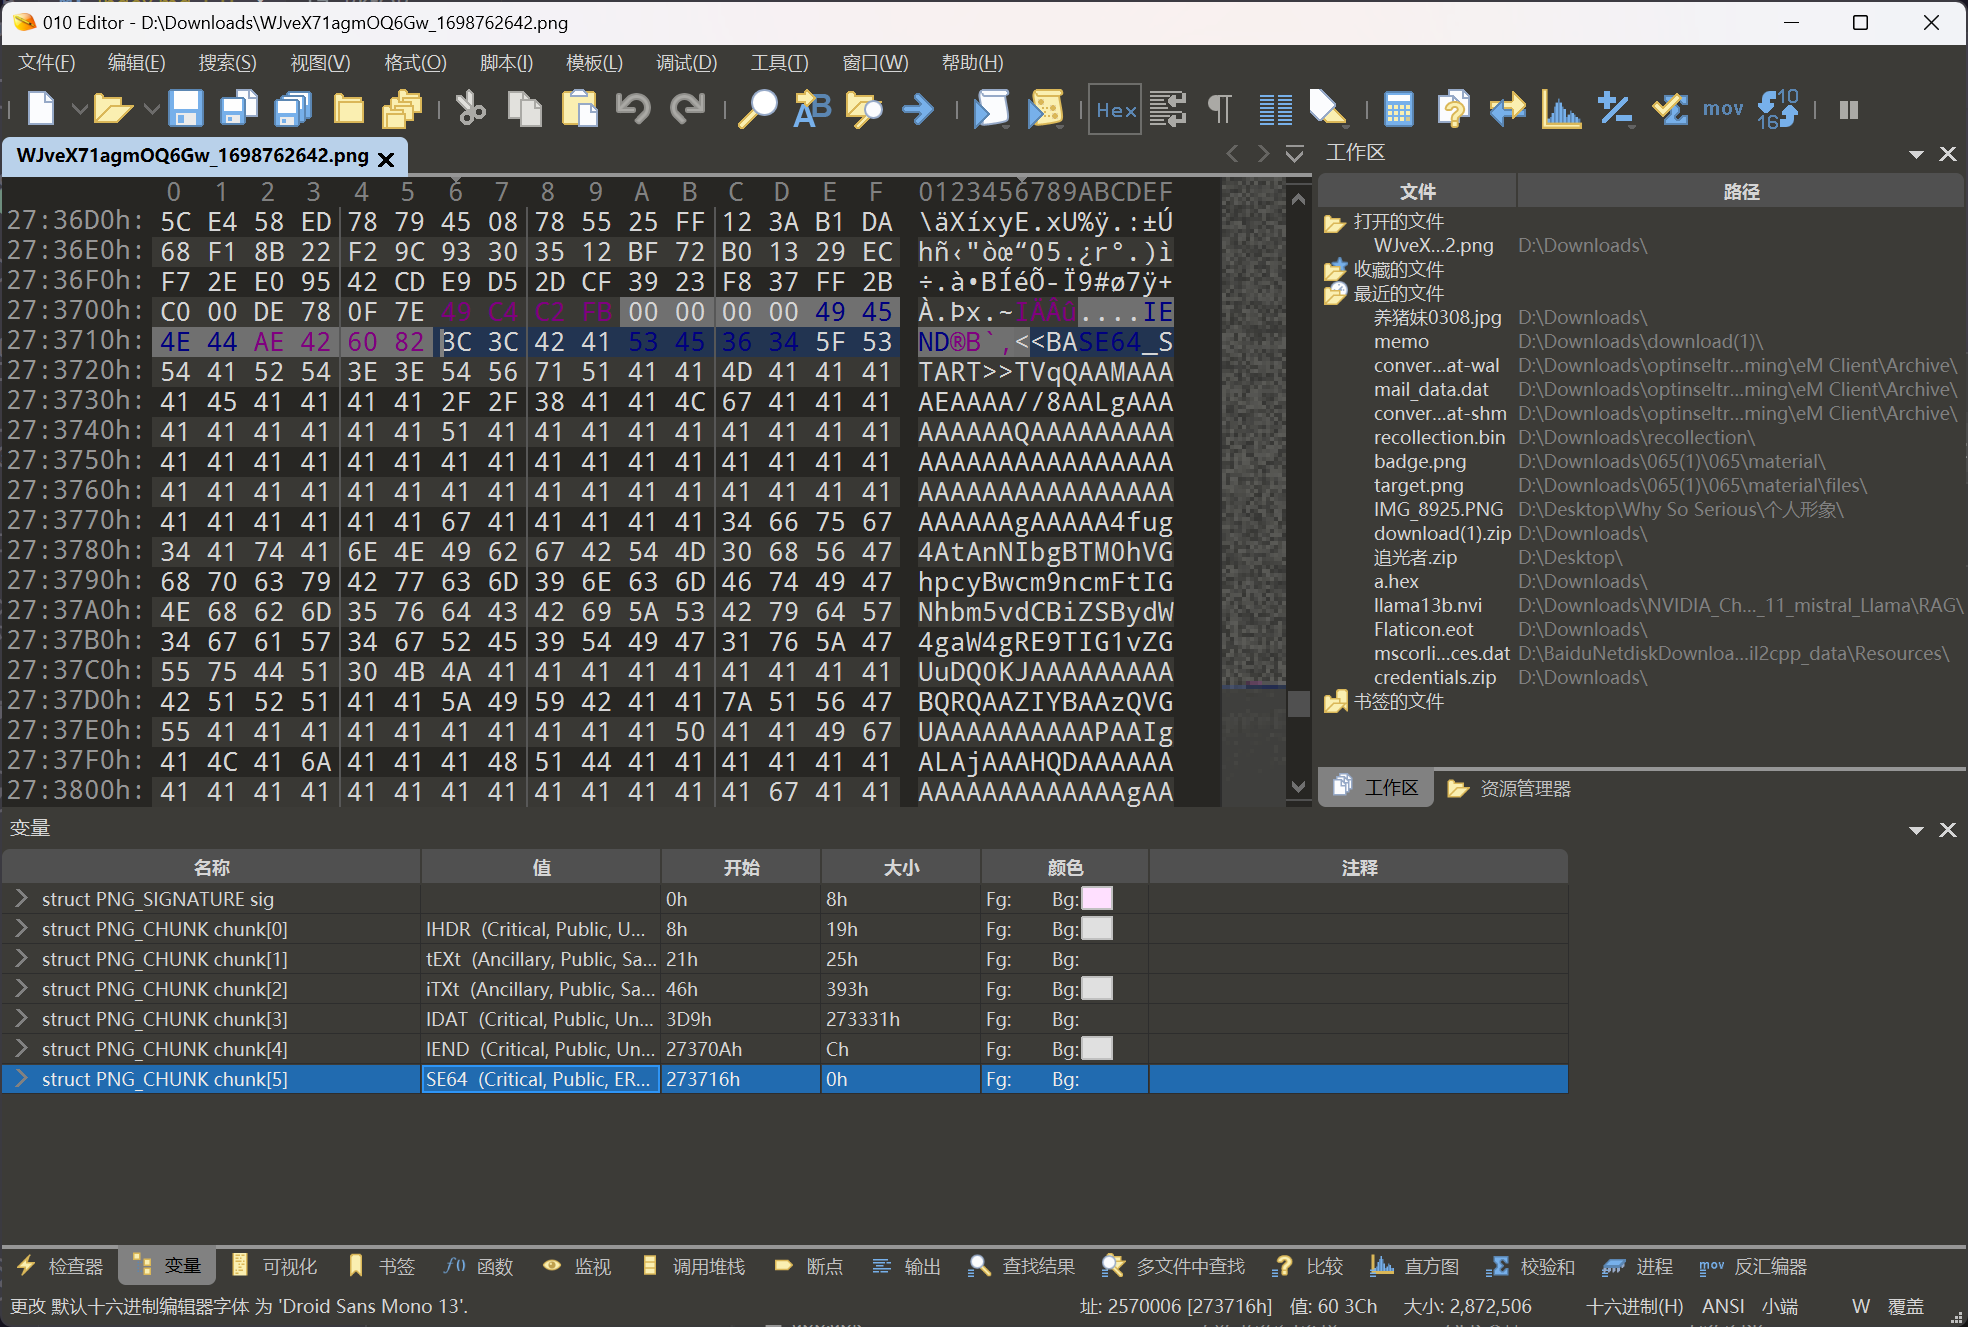 010 Editor - D:\Downloads\WJveX71agmOQ6Gw_1698762642.png
文件(F) 编辑(E) 搜索(S) 视图(V) 格式(O) 脚本(I) 模板(L) 调试(D) 工具(T) 窗口(W) 帮助(H)
Hex mov
WJveX71agmOQ6Gw_1698762642.png
0 1 2 3 4 5 6 7 8 9 A B C D E F 0123456789ABCDEF
27:36D0h: 5C E4 58 ED 78 79 45 08 78 55 25 FF 12 3A B1 DA \äXíxyE.xU%ÿ.:±Ú
27:36E0h: 68 F1 8B 22 F2 9C 93 30 35 12 BF 72 B0 13 29 EC hñ‹"òœ“05.¿r°.)ì
27:36F0h: F7 2E E0 95 42 CD E9 D5 2D CF 39 23 F8 37 FF 2B ÷.à•BÍéÕ-Ï9#ø7ÿ+
27:3700h: C0 00 DE 78 0F 7E 49 C4 C2 FB 00 00 00 00 49 45 À.Þx.~IÄÂû....IE
27:3710h: 4E 44 AE 42 60 82 3C 3C 42 41 53 45 36 34 5F 53 ND®B`‚<<BASE64_S
27:3720h: 54 41 52 54 3E 3E 54 56 71 51 41 41 4D 41 41 41 TART>>TVqQAAMAAA
27:3730h: 41 45 41 41 41 41 2F 2F 38 41 41 4C 67 41 41 41 AEAAAA//8AALgAAA
27:3740h: 41 41 41 41 41 41 51 41 41 41 41 41 41 41 41 41 AAAAAAQAAAAAAAAA
27:3750h: 41 41 41 41 41 41 41 41 41 41 41 41 41 41 41 41 AAAAAAAAAAAAAAAA
27:3760h: 41 41 41 41 41 41 41 41 41 41 41 41 41 41 41 41 AAAAAAAAAAAAAAAA
27:3770h: 41 41 41 41 41 41 67 41 41 41 41 41 34 66 75 67 AAAAAAgAAAAA4fug
27:3780h: 34 41 74 41 6E 4E 49 62 67 42 54 4D 30 68 56 47 4AtAnNIbgBTM0hVG
27:3790h: 68 70 63 79 42 77 63 6D 39 6E 63 6D 46 74 49 47 hpcyBwcm9ncmFtIG
27:37A0h: 4E 68 62 6D 35 76 64 43 42 69 5A 53 42 79 64 57 Nhbm5vdCBiZSBydW
27:37B0h: 34 67 61 57 34 67 52 45 39 54 49 47 31 76 5A 47 4gaW4gRE9TIG1vZG
27:37C0h: 55 75 44 51 30 4B 4A 41 41 41 41 41 41 41 41 41 UuDQ0KJAAAAAAAAA
27:37D0h: 42 51 52 51 41 41 5A 49 59 42 41 41 7A 51 56 47 BQRQAAZIYBAAzQVG
27:37E0h: 55 41 41 41 41 41 41 41 41 41 41 50 41 41 49 67 UAAAAAAAAAAPAAIg
27:37F0h: 41 4C 41 6A 41 41 41 48 51 44 41 41 41 41 41 41 ALAjAAAHQDAAAAAA
27:3800h: 41 41 41 41 41 41 41 41 41 41 41 41 41 67 41 41 AAAAAAAAAAAAAgAA
工作区
文件 路径
打开的文件
WJveX...2.png D:\Downloads\
收藏的文件
最近的文件
养猪妹0308.jpg D:\Downloads\
memo D:\Downloads\download(1)\
conver...at-wal D:\Downloads\optinseltr...ming\eM Client\Archive\
mail_data.dat D:\Downloads\optinseltr...ming\eM Client\Archive\
conver...at-shm D:\Downloads\optinseltr...ming\eM Client\Archive\
recollection.bin D:\Downloads\recollection\
badge.png D:\Downloads\065(1)\065\material\
target.png D:\Downloads\065(1)\065\material\files\
IMG_8925.PNG D:\Desktop\Why So Serious\个人形象\
download(1).zip D:\Downloads\
追光者.zip D:\Desktop\
a.hex D:\Downloads\
llama13b.nvi D:\Downloads\NVIDIA_Ch..._11_mistral_Llama\RAG\
Flaticon.eot D:\Downloads\
mscorli...ces.dat D:\BaiduNetdiskDownloa...il2cpp_data\Resources\
credentials.zip D:\Downloads\
书签的文件
工作区 资源管理器
变量
名称 值 开始 大小 颜色 注释
struct PNG_SIGNATURE sig 0h 8h Fg: Bg:
struct PNG_CHUNK chunk[0] IHDR (Critical, Public, U... 8h 19h Fg: Bg:
struct PNG_CHUNK chunk[1] tEXt (Ancillary, Public, Sa... 21h 25h Fg: Bg:
struct PNG_CHUNK chunk[2] iTXt (Ancillary, Public, Sa... 46h 393h Fg: Bg:
struct PNG_CHUNK chunk[3] IDAT (Critical, Public, Un... 3D9h 273331h Fg: Bg:
struct PNG_CHUNK chunk[4] IEND (Critical, Public, Un... 27370Ah Ch Fg: Bg:
struct PNG_CHUNK chunk[5] SE64 (Critical, Public, ER... 273716h 0h Fg: Bg:
检查器 变量 可视化 书签 函数 监视 调用堆栈 断点 输出 查找结果 多文件中查找 比较 直方图 校验和 进程 反汇编器
更改 默认十六进制编辑器字体 为 'Droid Sans Mono 13'. 址: 2570006 [273716h] 值: 60 3Ch 大小: 2,872,506 十六进制(H) ANSI 小端 W 覆盖